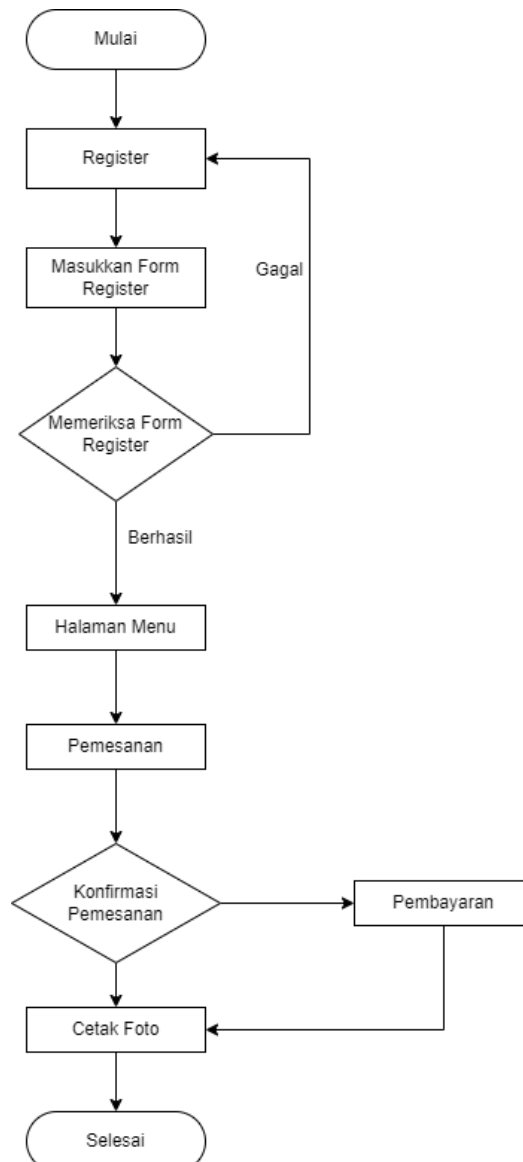 Mulai
Register
Masukkan Form
Register
Gagal
Memeriksa Form
Register
Berhasil
Halaman Menu
Pemesanan
Konfirmasi
Pemesanan
Pembayaran
Cetak Foto
Selesai